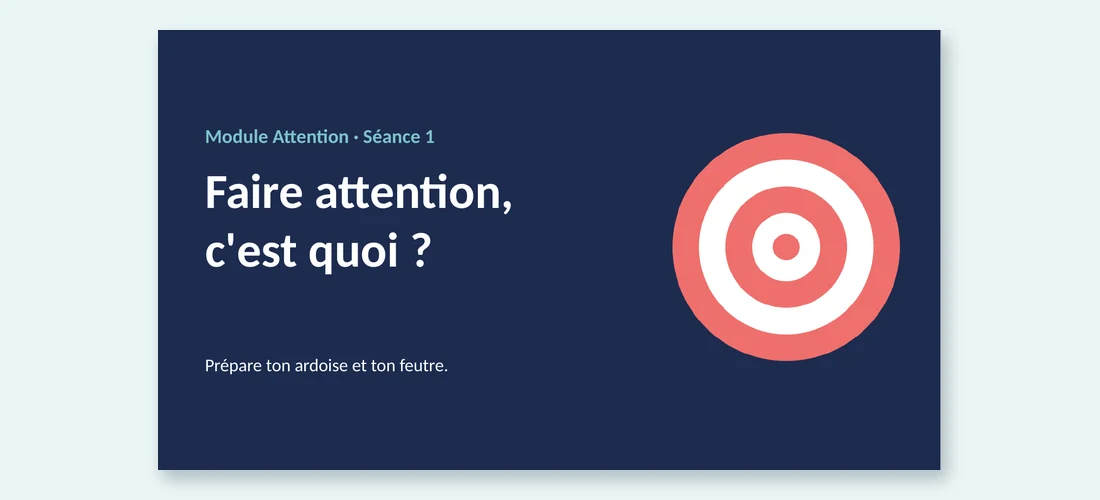 Module Attention · Séance 1
Faire attention,
c'est quoi ?
Prépare ton ardoise et ton feutre.